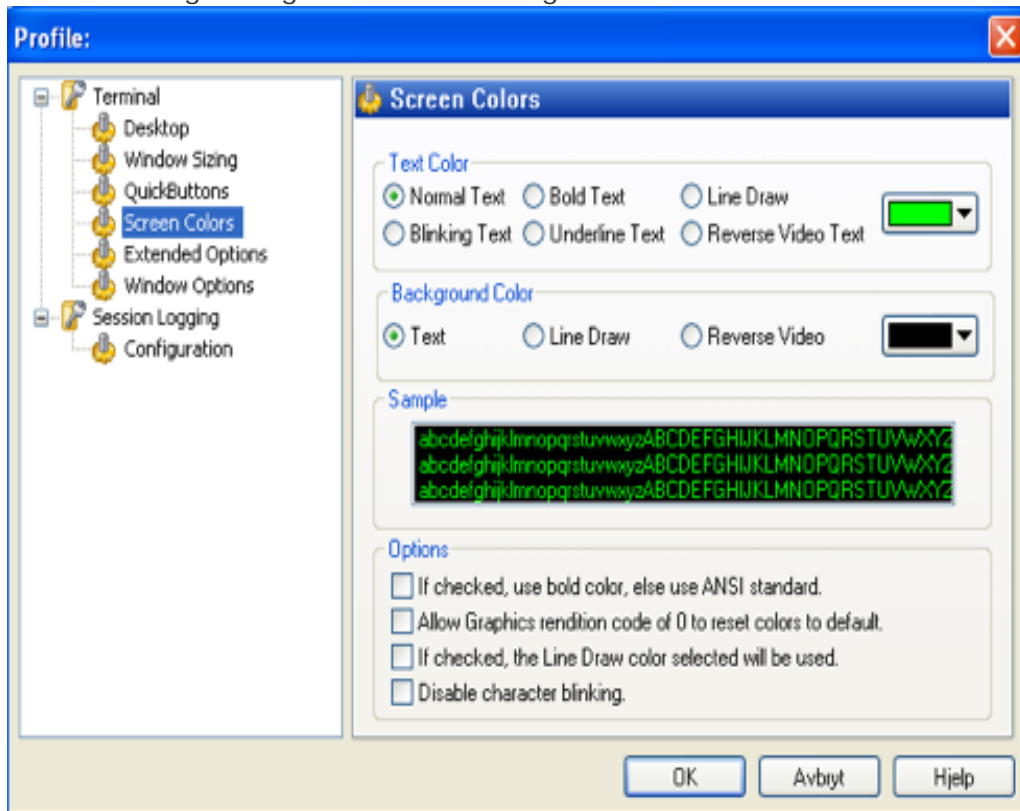 Profile:
Terminal
Desktop
Window Sizing
QuickButtons
Screen Colors
Extended Options
Window Options
Session Logging
Configuration
Screen Colors
Text Color
Normal Text Bold Text Line Draw
Blinking Text Underline Text Reverse Video Text
Background Color
Text Line Draw Reverse Video
Sample
abcdefghijklmnopqrstuvwxyzABCDEFGHIJKLMNOPQRSTUVWXYZ
abcdefghijklmnopqrstuvwxyzABCDEFGHIJKLMNOPQRSTUVWXYZ
abcdefghijklmnopqrstuvwxyzABCDEFGHIJKLMNOPQRSTUVWXYZ
Options
If checked, use bold color, else use ANSI standard.
Allow Graphics rendition code of 0 to reset colors to default.
If checked, the Line Draw color selected will be used.
Disable character blinking.
OK Avbryt Hjelp